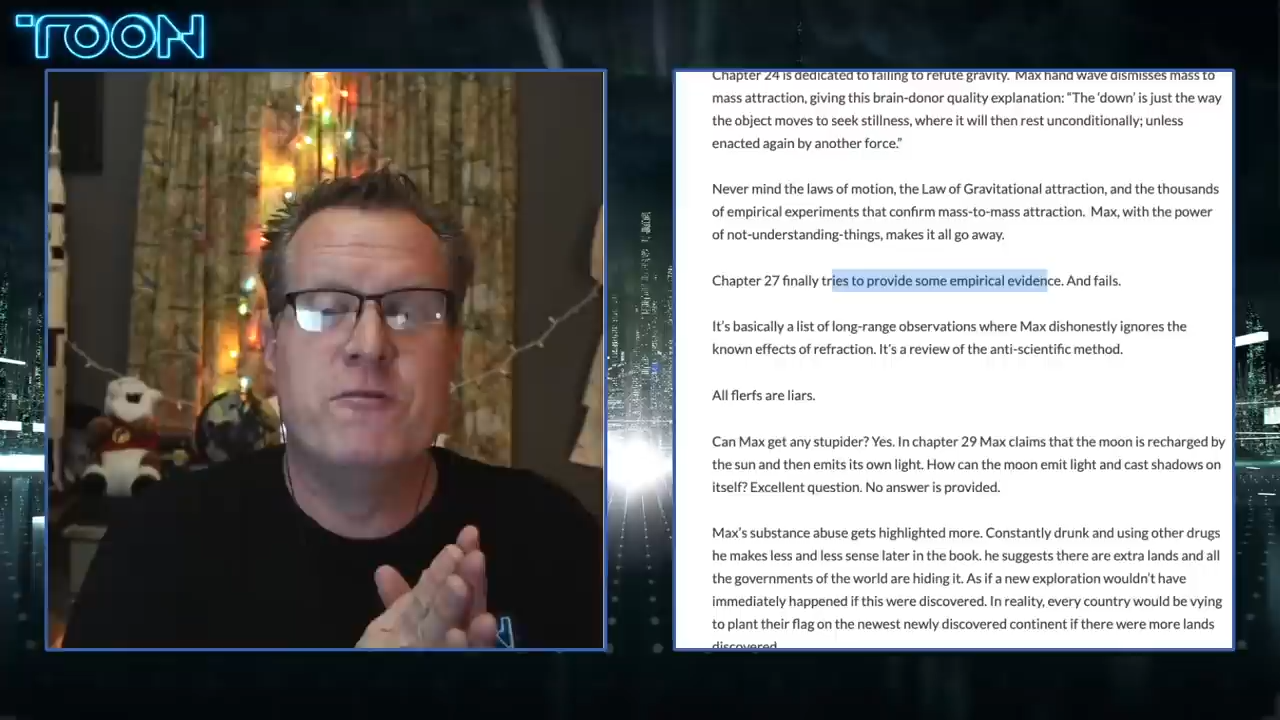 TOON
Chapter 24 is dedicated to failing to refute gravity. Max hand wave dismisses mass to
mass attraction, giving this brain-donor quality explanation: “The ‘down’ is just the way
the object moves to seek stillness, where it will then rest unconditionally; unless
enacted again by another force.”
Never mind the laws of motion, the Law of Gravitational attraction, and the thousands
of empirical experiments that confirm mass-to-mass attraction. Max, with the power
of not-understanding-things, makes it all go away.
Chapter 27 finally tries to provide some empirical evidence. And fails.
It’s basically a list of long-range observations where Max dishonestly ignores the
known effects of refraction. It’s a review of the anti-scientific method.
All flerfs are liars.
Can Max get any stupider? Yes. In chapter 29 Max claims that the moon is recharged by
the sun and then emits its own light. How can the moon emit light and cast shadows on
itself? Excellent question. No answer is provided.
Max’s substance abuse gets highlighted more. Constantly drunk and using other drugs
he makes less and less sense later in the book. he suggests there are extra lands and all
the governments of the world are hiding it. As if a new exploration wouldn’t have
immediately happened if this were discovered. In reality, every country would be vying
to plant their flag on the newest newly discovered continent if there were more lands
discovered.